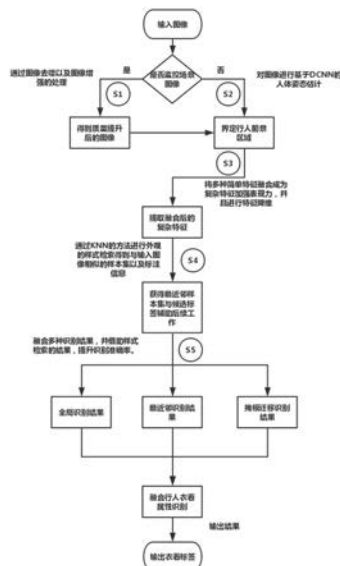 输入图像
通过图像去噪以及图像增
强的处理
是
是否监控场景
图像
否
对图像进行基于DCNN的
人体姿态估计
S1
S2
得到质量提升
后的图像
界定行人前景
区域
S3
将多种简单特征融合成为
复杂特征加强表现力，并
且进行特征降维
提取融合后的
复杂特征
通过KNN的方法进行外观
的样式检索得到与输入图
像相似的样本集以及标注
信息
S4
获得最近邻样
本集与候选标
签辅助后续工
作
融合多种识别结果，并借助样式
检索的结果，提升识别准确率。
S5
全局识别结果
最近邻识别结
果
掩模迁移识别
结果
融合行人衣着
属性识别
输出结果
输出衣着标签